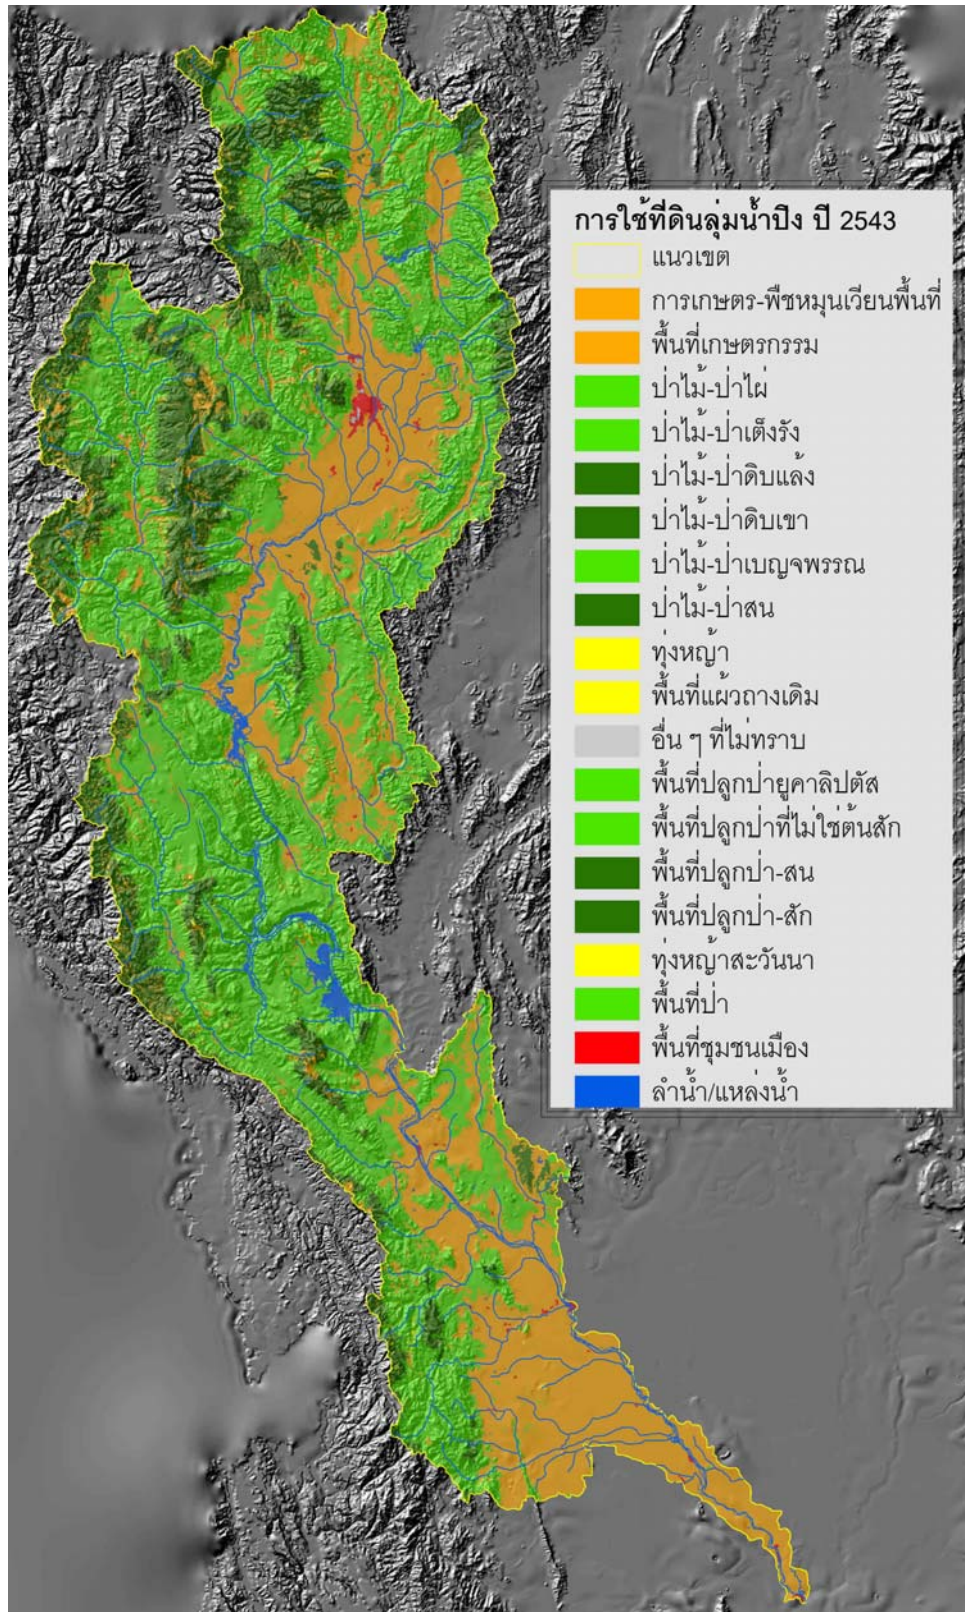 การใช้ที่ดินลุ่มน้ำปิง ปี 2543
แนวเขต
การเกษตร-พืชหมุนเวียนพื้นที่
พื้นที่เกษตรกรรม
ป่าไม้-ป่าไผ่
ป่าไม้-ป่าเต็งรัง
ป่าไม้-ป่าดิบแล้ง
ป่าไม้-ป่าดิบเขา
ป่าไม้-ป่าเบญจพรรณ
ป่าไม้-ป่าสน
ทุ่งหญ้า
พื้นที่แผ้วถางเดิม
อื่น ๆ ที่ไม่ทราบ
พื้นที่ปลูกป่ายูคาลิปตัส
พื้นที่ปลูกป่าที่ไม่ใช่ต้นสัก
พื้นที่ปลูกป่า-สน
พื้นที่ปลูกป่า-สัก
ทุ่งหญ้าสะวันนา
พื้นที่ป่า
พื้นที่ชุมชนเมือง
ลำน้ำ/แหล่งน้ำ